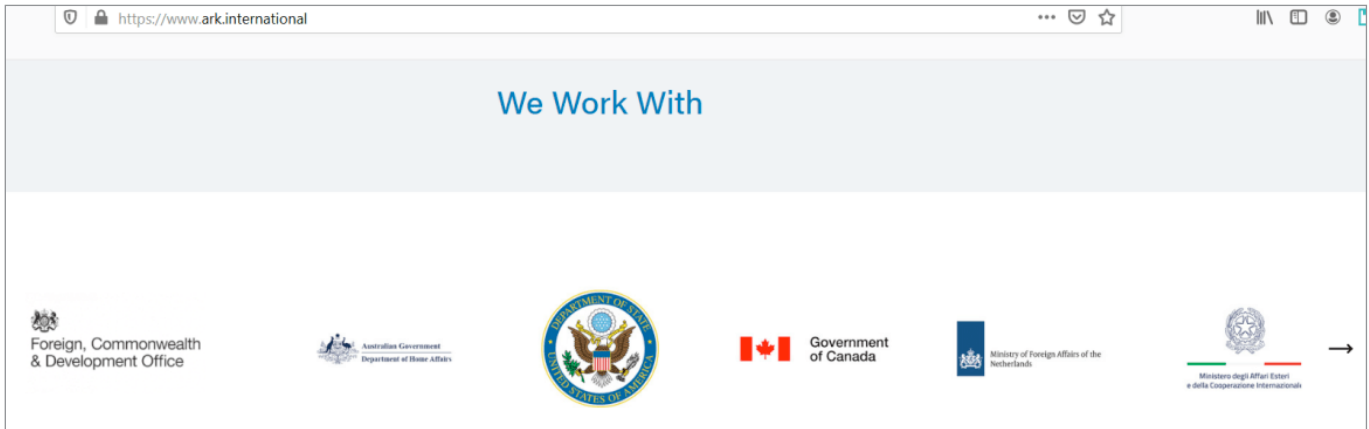 https://www.ark.international
We Work With
Foreign, Commonwealth
& Development Office
Australian Government
Department of Home Affairs
DEPARTMENT OF STATE
UNITED STATES OF AMERICA
Government
of Canada
Ministry of Foreign Affairs of the
Netherlands
Ministero degli Affari Esteri
e della Cooperazione Internazionale